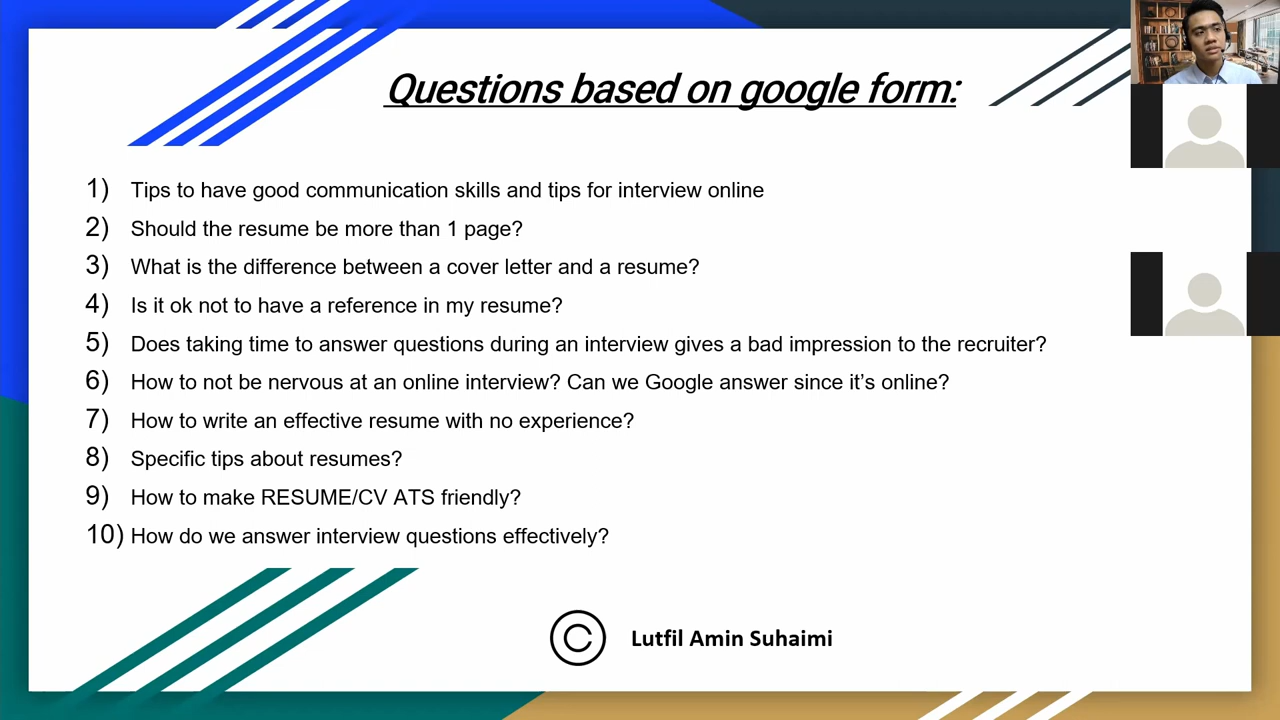 Questions based on google form:
1) Tips to have good communication skills and tips for interview online
2) Should the resume be more than 1 page?
3) What is the difference between a cover letter and a resume?
4) Is it ok not to have a reference in my resume?
5) Does taking time to answer questions during an interview gives a bad impression to the recruiter?
6) How to not be nervous at an online interview? Can we Google answer since it’s online?
7) How to write an effective resume with no experience?
8) Specific tips about resumes?
9) How to make RESUME/CV ATS friendly?
10) How do we answer interview questions effectively?
© Lutfil Amin Suhaimi